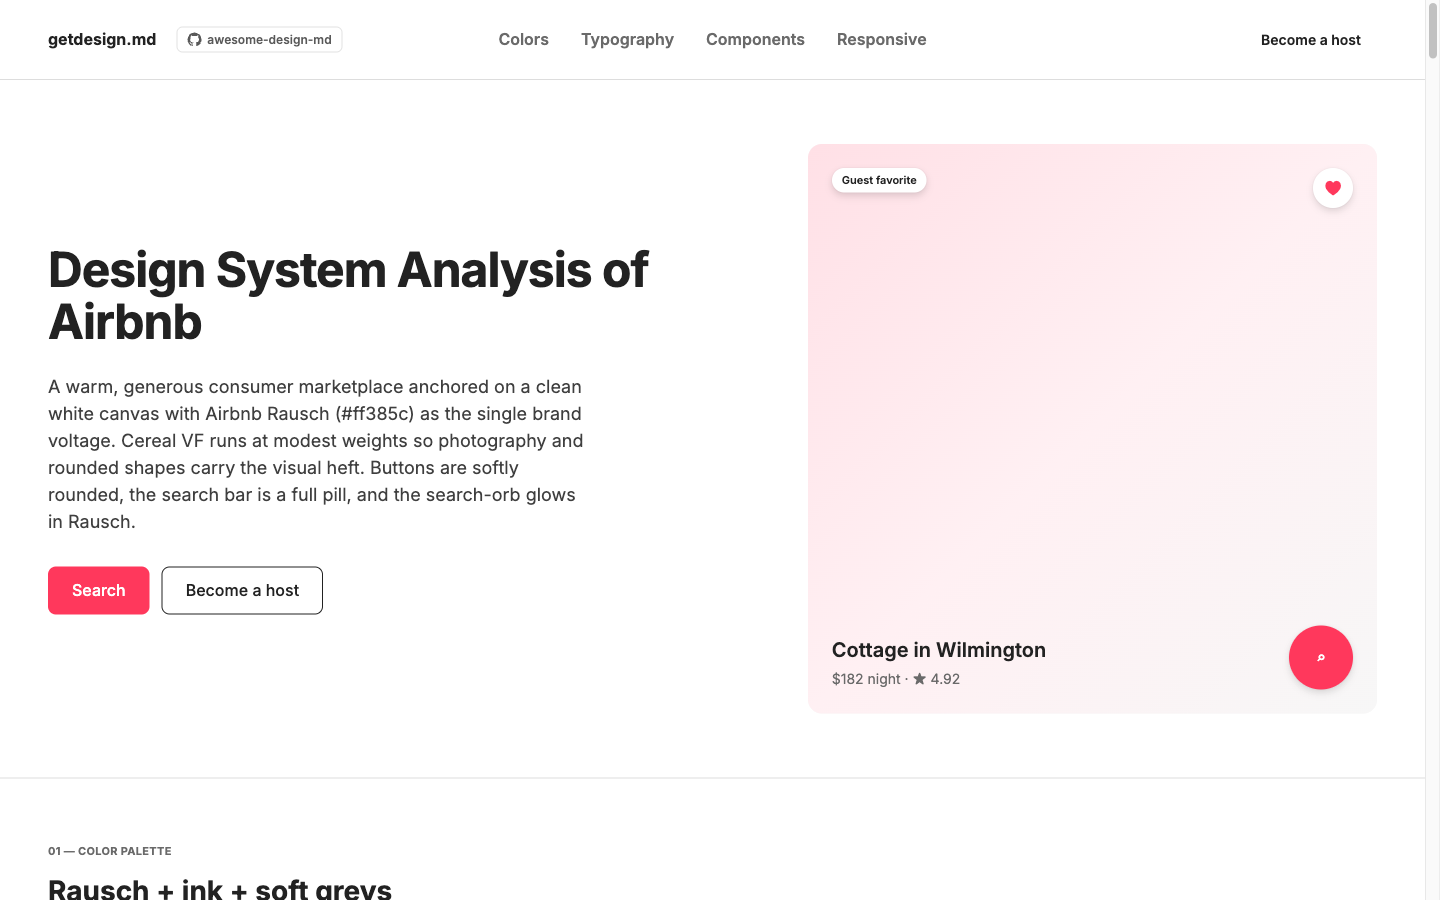 getdesign.md
awesome-design-md
Colors
Typography
Components
Responsive
Become a host
Design System Analysis of
Airbnb
A warm, generous consumer marketplace anchored on a clean
white canvas with Airbnb Rausch (#ff385c) as the single brand
voltage. Cereal VF runs at modest weights so photography and
rounded shapes carry the visual heft. Buttons are softly
rounded, the search bar is a full pill, and the search-orb glows
in Rausch.
Search
Become a host
Guest favorite
Cottage in Wilmington
$182 night · ★ 4.92
01 — COLOR PALETTE
Rausch + ink + soft greys